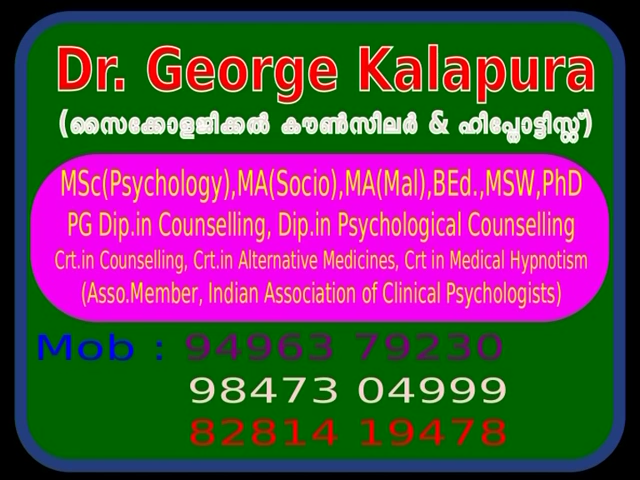 Dr. George Kalapura
(സൈക്കോളജിക്കൽ കൗൺസിലർ & ഹിപ്നോട്ടിസ്റ്റ്)
MSc(Psychology),MA(Socio),MA(Mal),BEd.,MSW,PhD
PG Dip.in Counselling, Dip.in Psychological Counselling
Crt.in Counselling, Crt.in Alternative Medicines, Crt in Medical Hypnotism
(Asso.Member, Indian Association of Clinical Psychologists)
Mob : 94963 79230
98473 04999
82814 19478